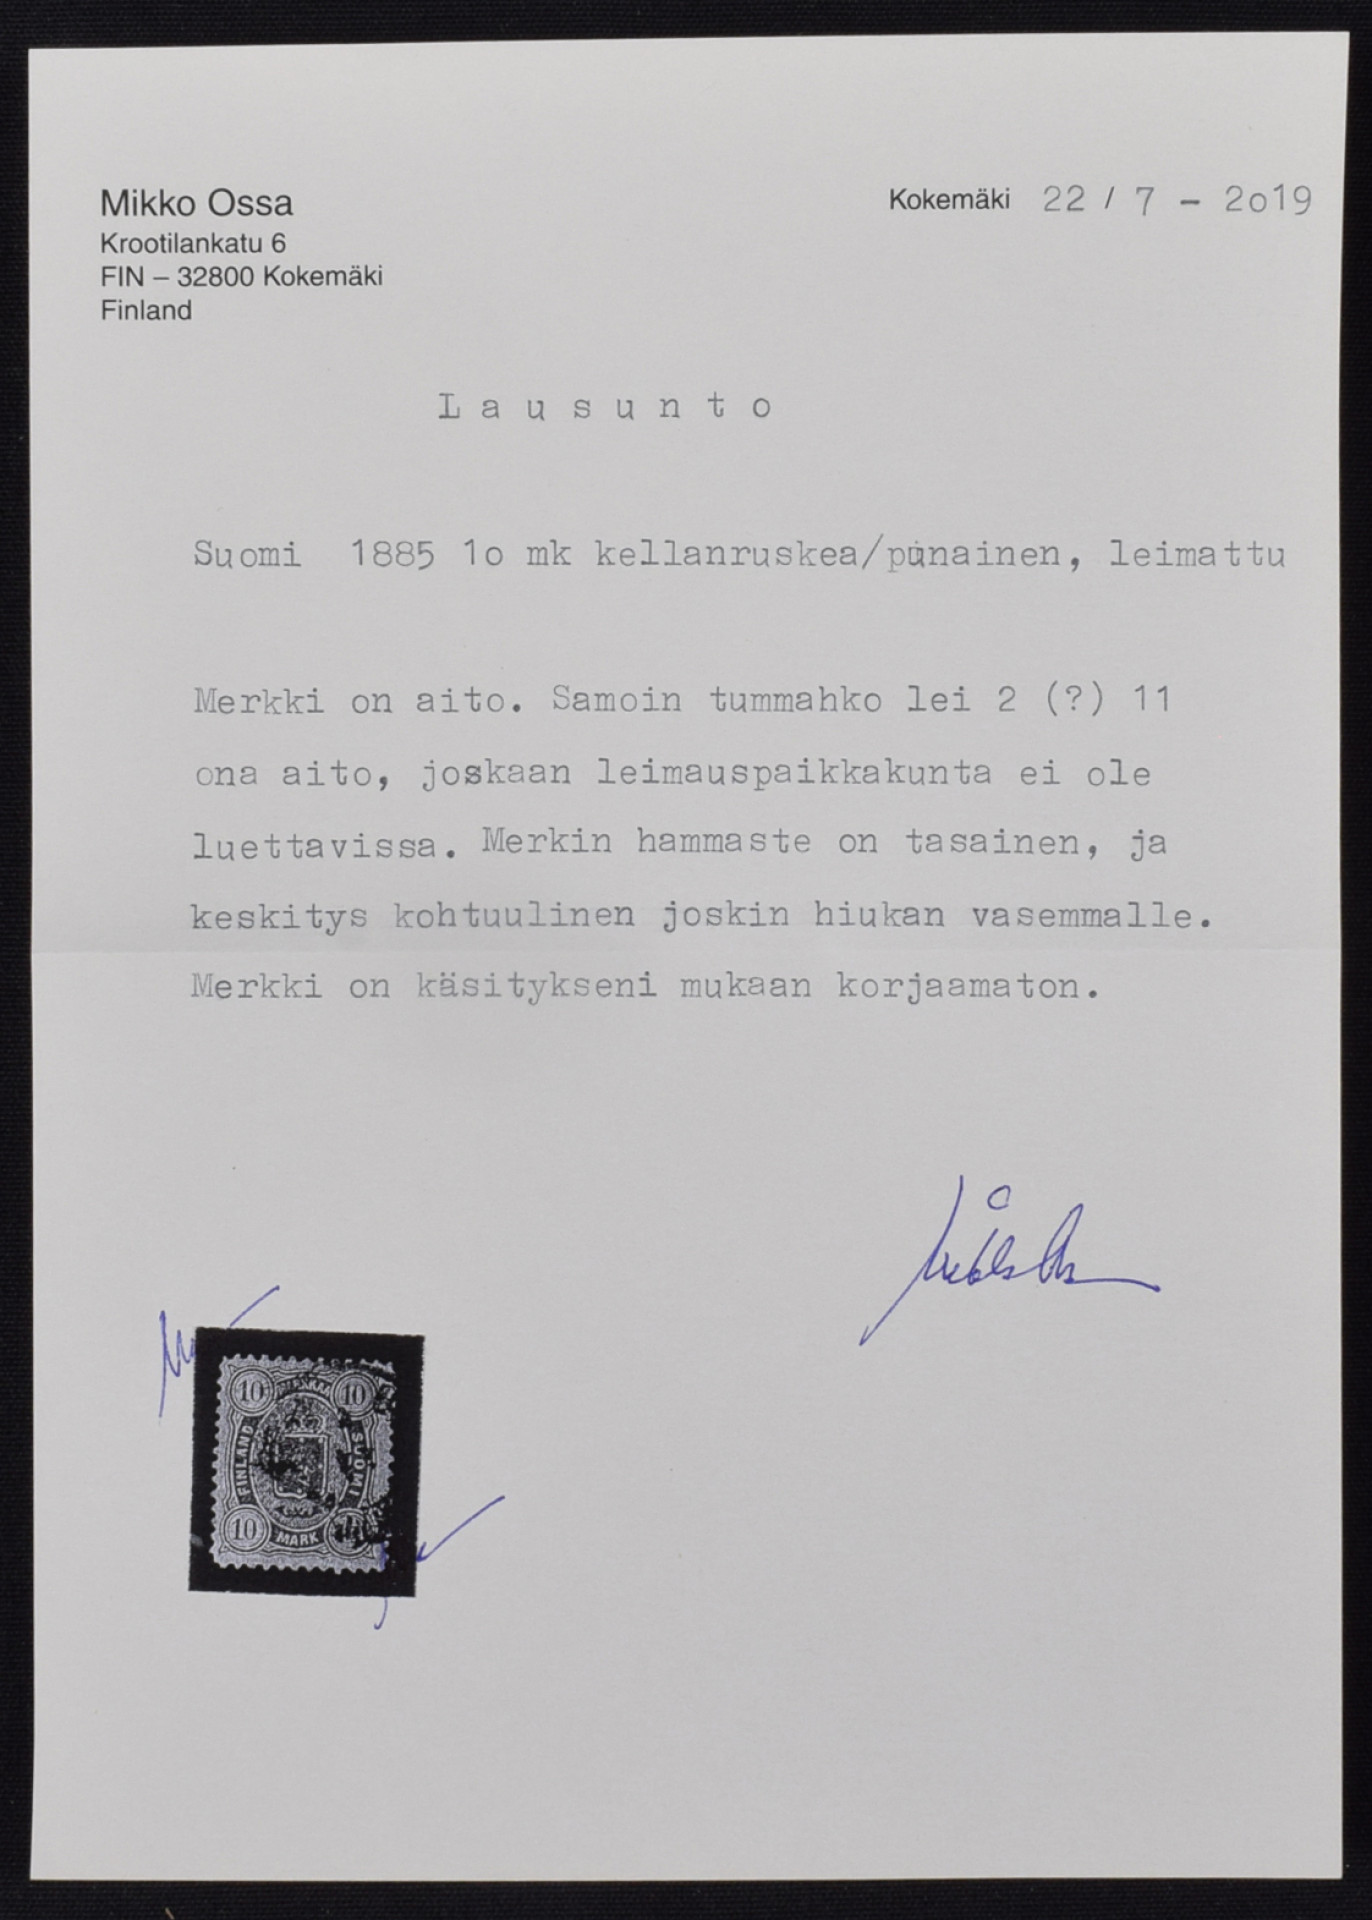 Mikko Ossa
Krootilankatu 6
FIN – 32800 Kokemäki
Finland
Kokemäki 22 / 7 - 2o19
Lausunto
Suomi 1885 1o mk kellanruskea/punainen, leimattu
Merkki on aito. Samoin tummahko lei 2 (?) 11
ona aito, joskaan leimauspaikkakunta ei ole
luettavissa. Merkin hammaste on tasainen, ja
keskitys kohtuulinen joskin hiukan vasemmalle.
Merkki on käsitykseni mukaan korjaamaton.
10 10
FINLAND SUOMI
10 MARK